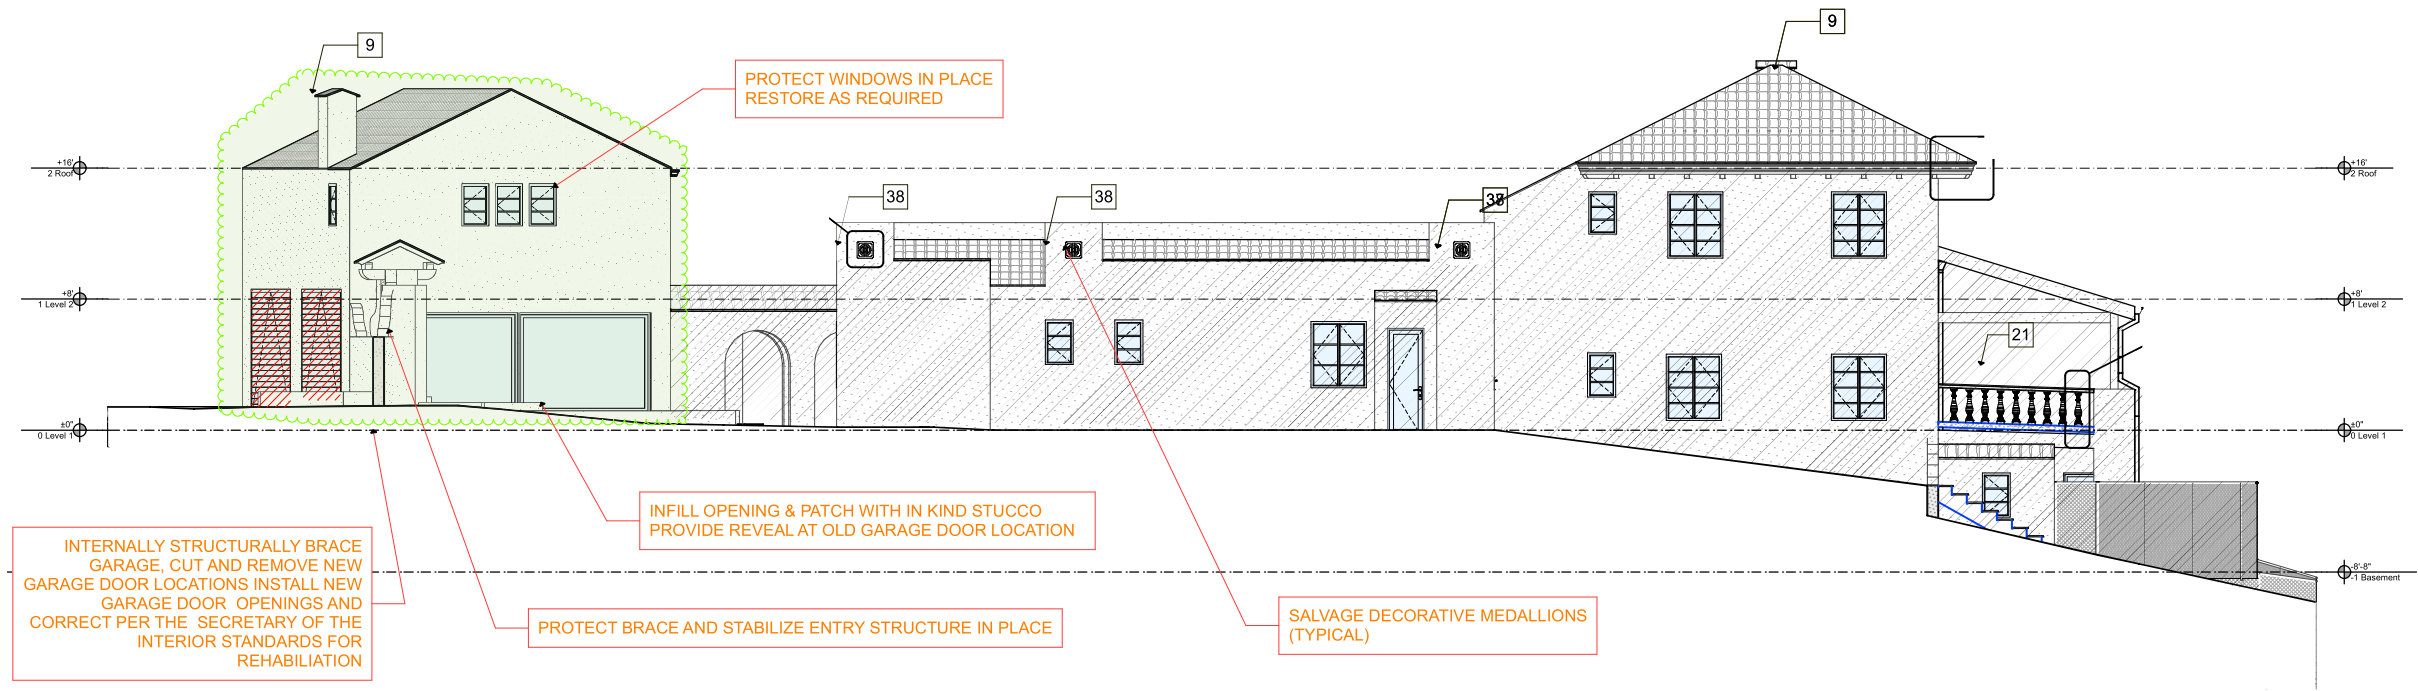 9
9
PROTECT WINDOWS IN PLACE
RESTORE AS REQUIRED
+16'
2 Roof
+16'
2 Roof
38
38
+8'
1 Level 2
+8'
1 Level 2
21
±0"
0 Level 1
±0"
0 Level 1
INFILL OPENING & PATCH WITH IN KIND STUCCO
PROVIDE REVEAL AT OLD GARAGE DOOR LOCATION
INTERNALLY STRUCTURALLY BRACE
GARAGE, CUT AND REMOVE NEW
GARAGE DOOR LOCATIONS INSTALL NEW
GARAGE DOOR  OPENINGS AND
CORRECT PER THE  SECRETARY OF THE
INTERIOR STANDARDS FOR
REHABILIATION
-8'-8"
-1 Basement
PROTECT BRACE AND STABILIZE ENTRY STRUCTURE IN PLACE
SALVAGE DECORATIVE MEDALLIONS
(TYPICAL)